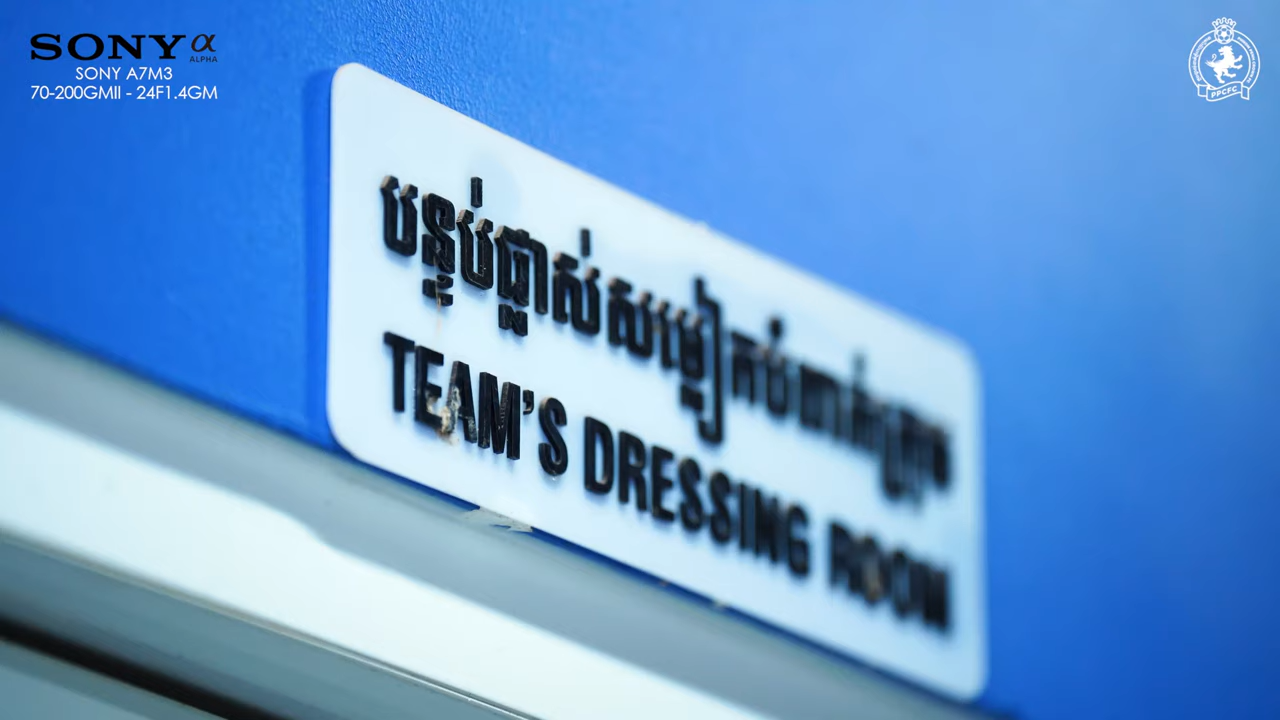 SONY α
ALPHA
SONY A7M3
70-200GMII - 24F1.4GM
PPCFC
បន្ទប់ផ្លាស់សម្លៀកបំពាក់ក្រុម
TEAM'S DRESSING ROOM